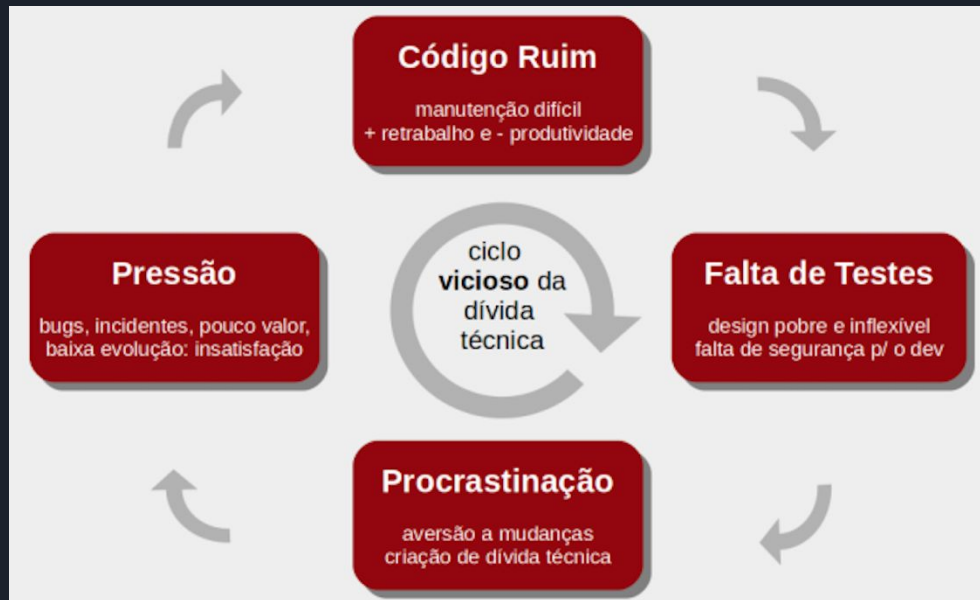 Código Ruim
manutenção difícil
+ retrabalho e - produtividade
Pressão
bugs, incidentes, pouco valor,
baixa evolução: insatisfação
ciclo
vicioso da
dívida
técnica
Falta de Testes
design pobre e inflexível
falta de segurança p/ o dev
Procrastinação
aversão a mudanças
criação de dívida técnica